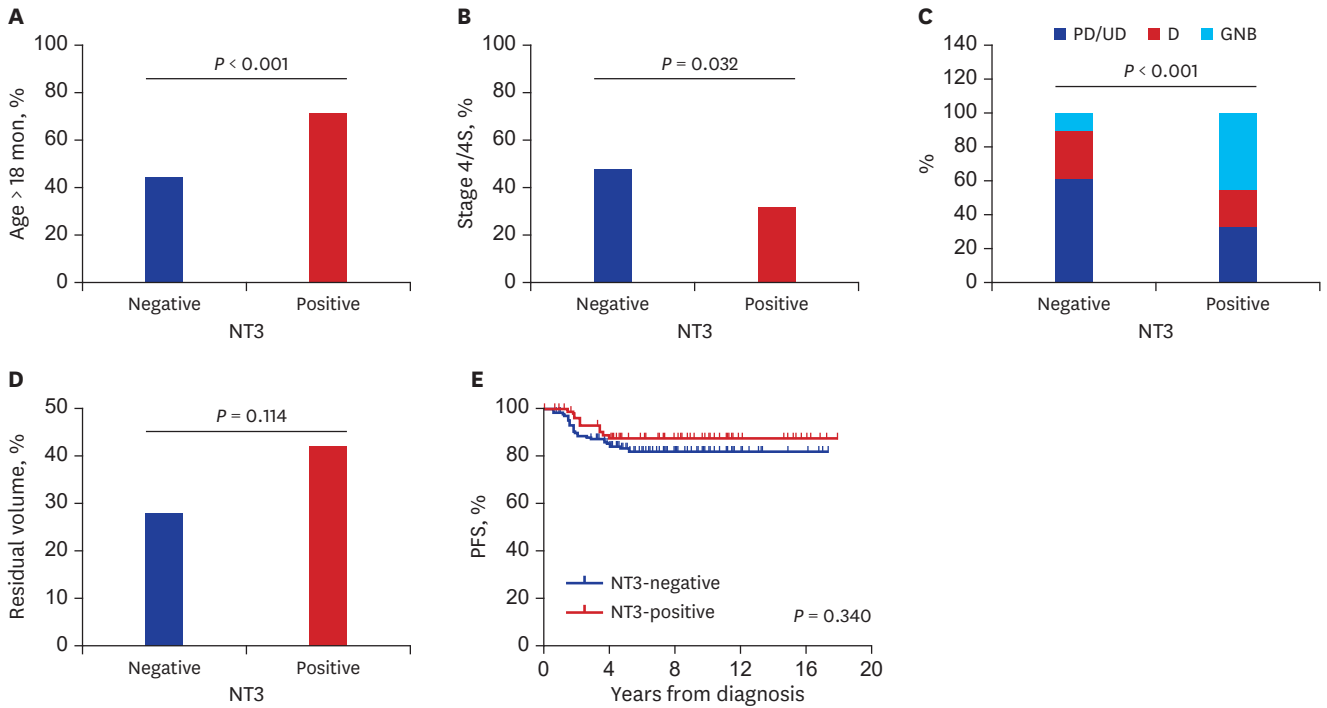 A
Age > 18 mon, %
100
80
60
40
20
0
P < 0.001
Negative
Positive
NT3
B
Stage 4/4S, %
100
80
60
40
20
0
P = 0.032
Negative
Positive
NT3
C
PD/UD
D
GNB
%
140
120
100
80
60
40
20
0
P < 0.001
Negative
Positive
NT3
D
Residual volume, %
50
40
30
20
10
0
P = 0.114
Negative
Positive
NT3
E
PFS, %
100
80
60
40
20
0
NT3-negative
NT3-positive
P = 0.340
0
4
8
12
16
20
Years from diagnosis